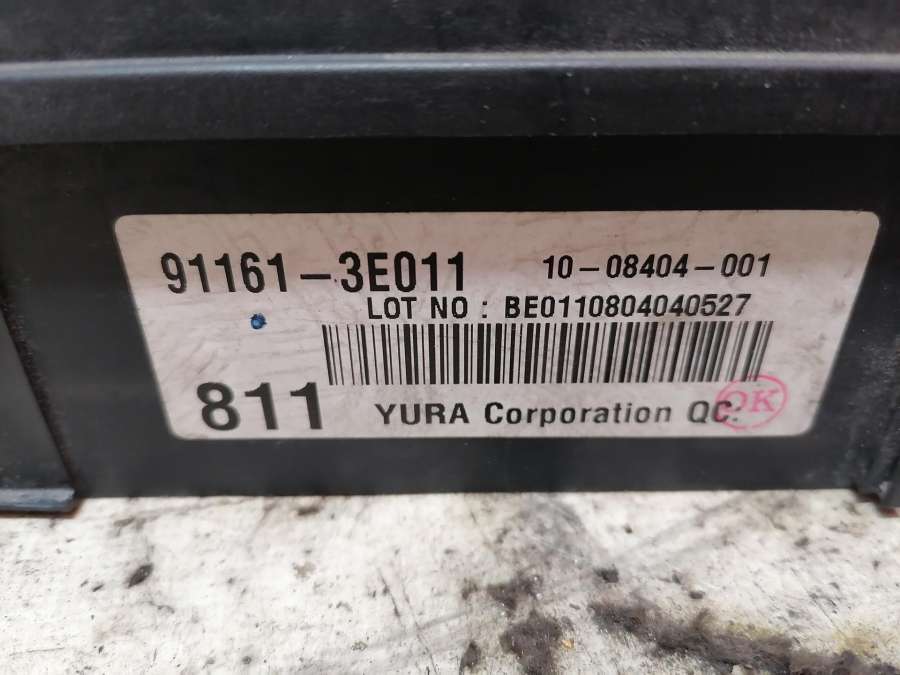 91161-3E011 10-08404-001
LOT NO : BE0110804040527
811 YURA Corporation QC:
OK